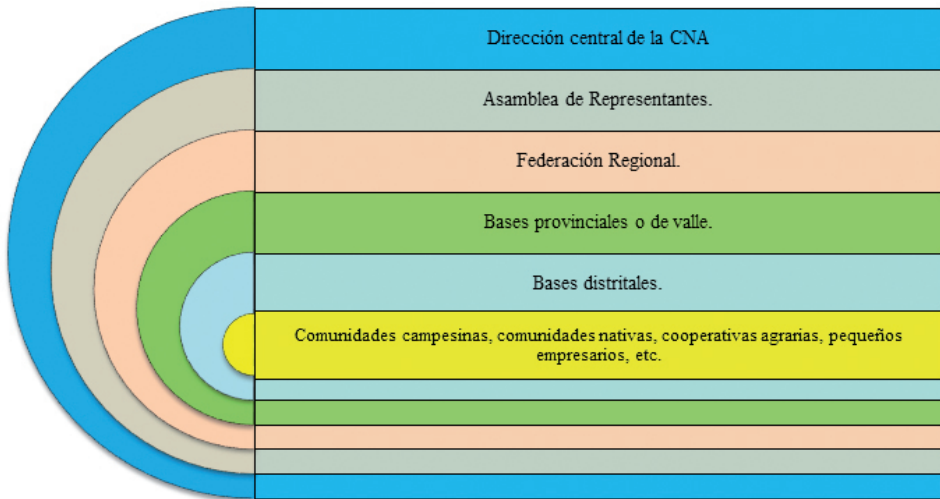 Dirección central de la CNA
Asamblea de Representantes.
Federación Regional.
Bases provinciales o de valle.
Bases distritales.
Comunidades campesinas, comunidades nativas, cooperativas agrarias, pequeños
empresarios, etc.